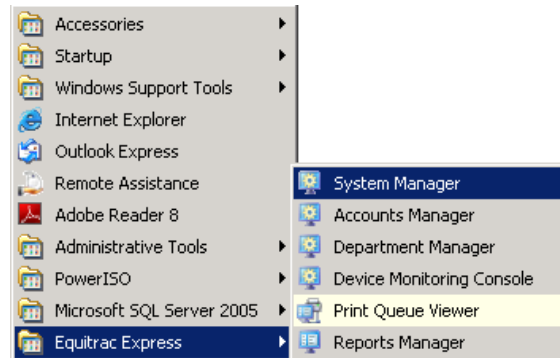 Accessories
Startup
Windows Support Tools
Internet Explorer
Outlook Express
Remote Assistance
Adobe Reader 8
Administrative Tools
PowerISO
Microsoft SQL Server 2005
Equitrac Express
System Manager
Accounts Manager
Department Manager
Device Monitoring Console
Print Queue Viewer
Reports Manager